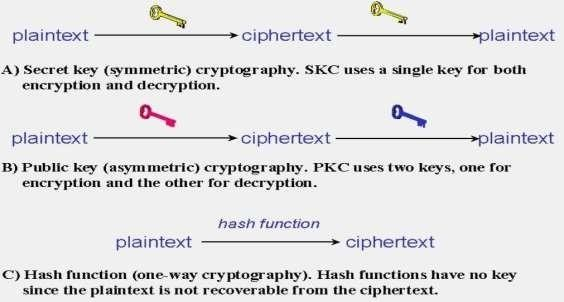 plaintext ciphertext plaintext
A) Secret key (symmetric) cryptography. SKC uses a single key for both
encryption and decryption.
plaintext ciphertext plaintext
B) Public key (asymmetric) cryptography. PKC uses two keys, one for
encryption and the other for decryption.
hash function
plaintext ciphertext
C) Hash function (one-way cryptography). Hash functions have no key
since the plaintext is not recoverable from the ciphertext.